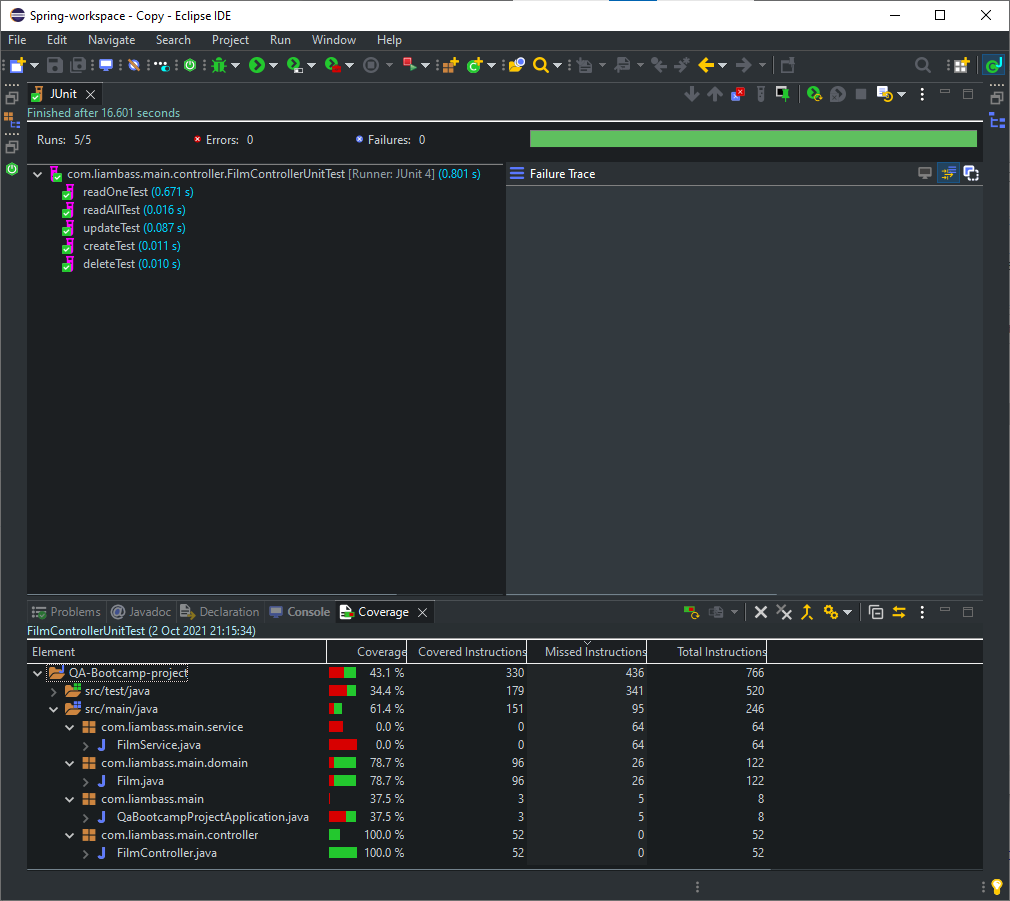 Spring-workspace - Copy - Eclipse IDE
File Edit Navigate Search Project Run Window Help
JUnit
Finished after 16.601 seconds
Runs: 5/5 Errors: 0 Failures: 0
com.liambass.main.controller.FilmControllerUnitTest [Runner: JUnit 4] (0.801 s)
Failure Trace
readOneTest (0.671 s)
readAllTest (0.016 s)
updateTest (0.087 s)
createTest (0.011 s)
deleteTest (0.010 s)
Problems Javadoc Declaration Console Coverage
FilmControllerUnitTest (2 Oct 2021 21:15:34)
Element Coverage Covered Instructions Missed Instructions Total Instructions
QA-Bootcamp-project 43.1 % 330 436 766
src/test/java 34.4 % 179 341 520
src/main/java 61.4 % 151 95 246
com.liambass.main.service 0.0 % 0 64 64
FilmService.java 0.0 % 0 64 64
com.liambass.main.domain 78.7 % 96 26 122
Film.java 78.7 % 96 26 122
com.liambass.main 37.5 % 3 5 8
QaBootcampProjectApplication.java 37.5 % 3 5 8
com.liambass.main.controller 100.0 % 52 0 52
FilmController.java 100.0 % 52 0 52